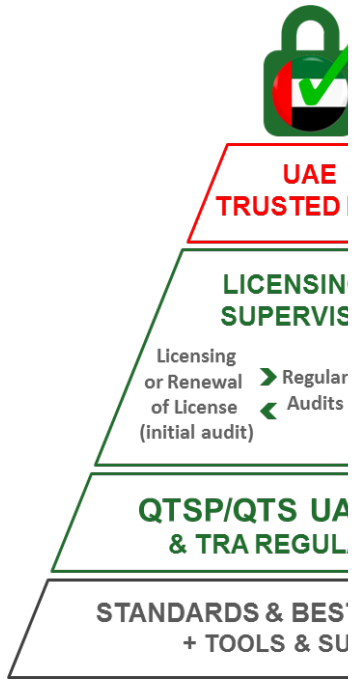 UAE
TRUSTED
LICENSING
SUPERVIS
Licensing
or Renewal
of License
(initial audit)
Regular
Audits
QTSP/QTS UA
& TRA REGUL
STANDARDS & BEST
+ TOOLS & SU